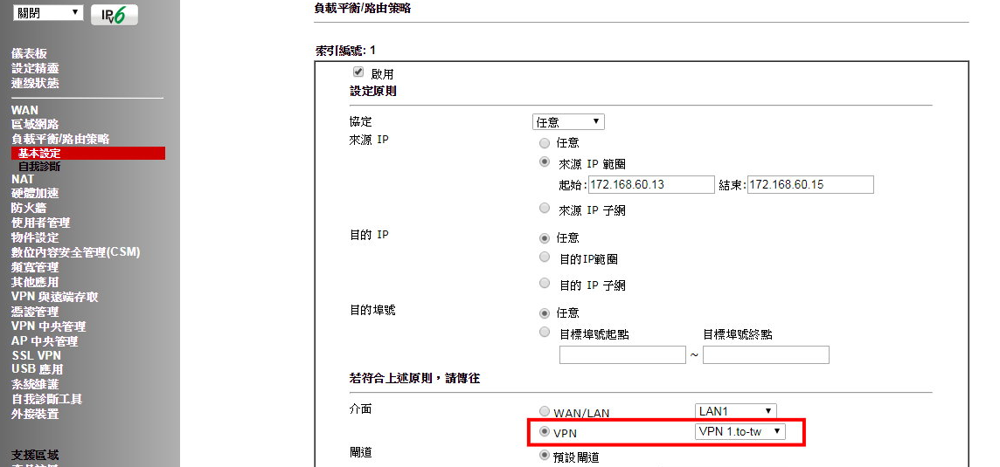 關閉
IPv6
儀表板
設定精靈
連線狀態
WAN
區域網路
負載平衡/路由策略
基本設定
自我診斷
NAT
硬體加速
防火牆
使用者管理
物件設定
數位內容安全管理(CSM)
頻寬管理
其他應用
VPN 與遠端存取
憑證管理
VPN 中央管理
AP 中央管理
SSL VPN
USB 應用
系統維護
自我診斷工具
外接裝置
支援區域
負載平衡/路由策略
索引編號: 1
啟用
設定原則
協定 任意
來源 IP 任意
來源 IP 範圍
起始: 172.168.60.13 結束: 172.168.60.15
來源 IP 子網
目的 IP 任意
目的IP範圍
目的 IP 子網
目的埠號 任意
目標埠號起點 目標埠號終點
~
若符合上述原則，請傳往
介面 WAN/LAN LAN1
VPN VPN 1.to-tw
閘道 預設閘道